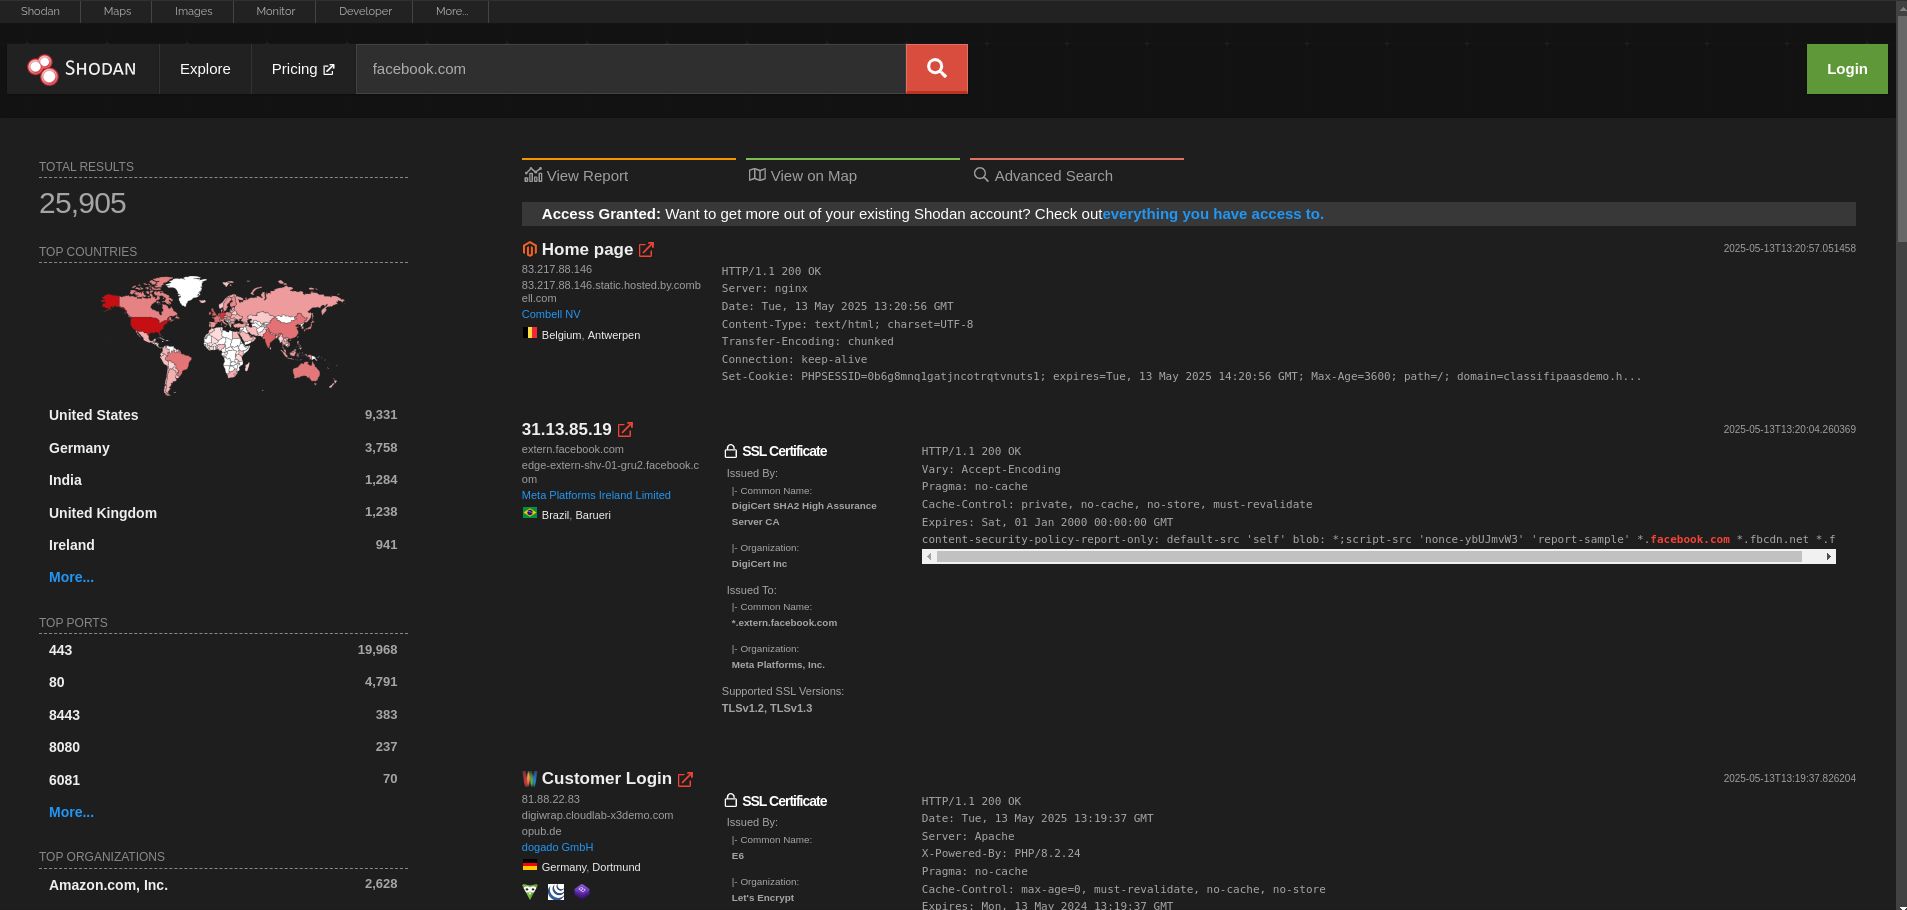 Shodan
Maps
Images
Monitor
Developer
More...
SHODAN
Explore
Pricing
facebook.com
Login
TOTAL RESULTS
25,905
TOP COUNTRIES
United States 9,331
Germany 3,758
India 1,284
United Kingdom 1,238
Ireland 941
More...
TOP PORTS
443 19,968
80 4,791
8443 383
8080 237
6081 70
More...
TOP ORGANIZATIONS
Amazon.com, Inc. 2,628
View Report
View on Map
Advanced Search
Access Granted: Want to get more out of your existing Shodan account? Check outeverything you have access to.
Home page
2025-05-13T13:20:57.051458
83.217.88.146
83.217.88.146.static.hosted.by.comb
ell.com
Combell NV
Belgium, Antwerpen
HTTP/1.1 200 OK
Server: nginx
Date: Tue, 13 May 2025 13:20:56 GMT
Content-Type: text/html; charset=UTF-8
Transfer-Encoding: chunked
Connection: keep-alive
Set-Cookie: PHPSESSID=0b6g8mnq1gatjncotrqtvnuts1; expires=Tue, 13 May 2025 14:20:56 GMT; Max-Age=3600; path=/; domain=classifipaasdemo.h...
31.13.85.19
2025-05-13T13:20:04.260369
extern.facebook.com
edge-extern-shv-01-gru2.facebook.c
om
Meta Platforms Ireland Limited
Brazil, Barueri
SSL Certificate
Issued By:
|- Common Name:
DigiCert SHA2 High Assurance
Server CA
|- Organization:
DigiCert Inc
Issued To:
|- Common Name:
*.extern.facebook.com
|- Organization:
Meta Platforms, Inc.
Supported SSL Versions:
TLSv1.2, TLSv1.3
HTTP/1.1 200 OK
Vary: Accept-Encoding
Pragma: no-cache
Cache-Control: private, no-cache, no-store, must-revalidate
Expires: Sat, 01 Jan 2000 00:00:00 GMT
content-security-policy-report-only: default-src 'self' blob: *;script-src 'nonce-ybUJmvW3' 'report-sample' *.facebook.com *.fbcdn.net *.f
Customer Login
2025-05-13T13:19:37.826204
81.88.22.83
digiwrap.cloudlab-x3demo.com
opub.de
dogado GmbH
Germany, Dortmund
SSL Certificate
Issued By:
|- Common Name:
E6
|- Organization:
Let's Encrypt
HTTP/1.1 200 OK
Date: Tue, 13 May 2025 13:19:37 GMT
Server: Apache
X-Powered-By: PHP/8.2.24
Pragma: no-cache
Cache-Control: max-age=0, must-revalidate, no-cache, no-store
Expires: Mon, 13 May 2024 13:19:37 GMT